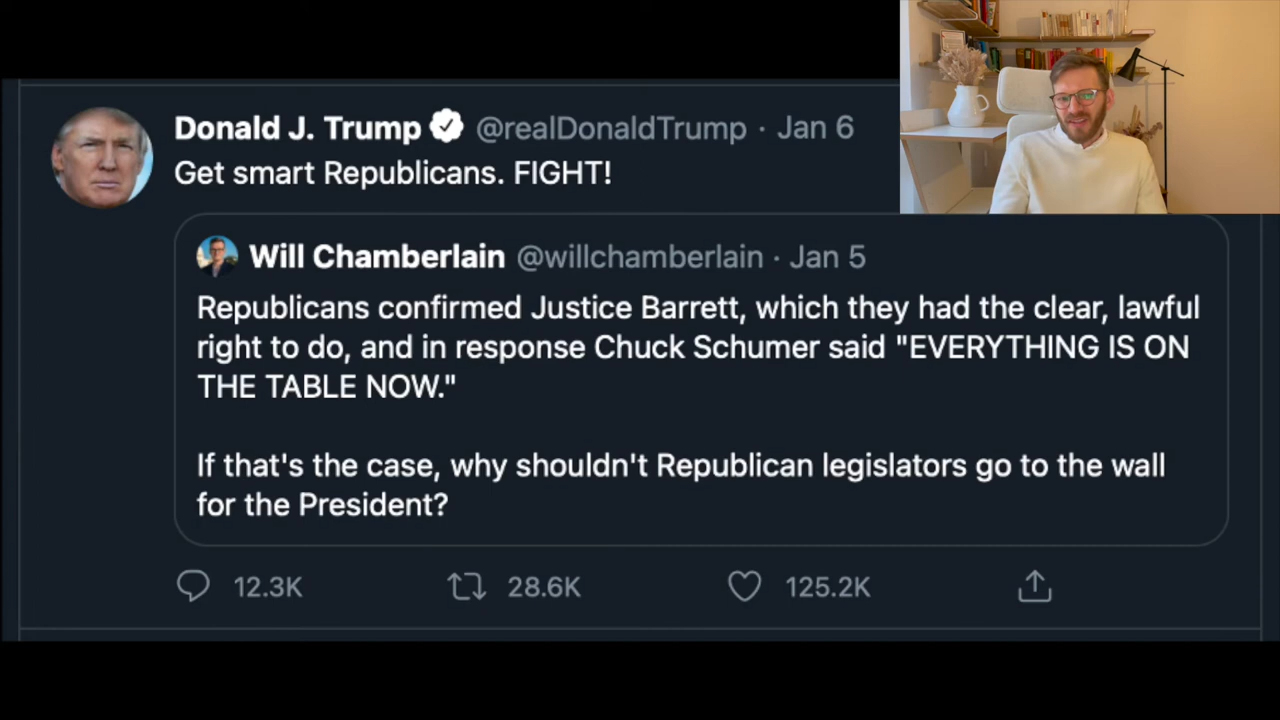 Donald J. Trump @realDonaldTrump · Jan 6
Get smart Republicans. FIGHT!
Will Chamberlain @willchamberlain · Jan 5
Republicans confirmed Justice Barrett, which they had the clear, lawful
right to do, and in response Chuck Schumer said "EVERYTHING IS ON
THE TABLE NOW."
If that's the case, why shouldn't Republican legislators go to the wall
for the President?
12.3K 28.6K 125.2K